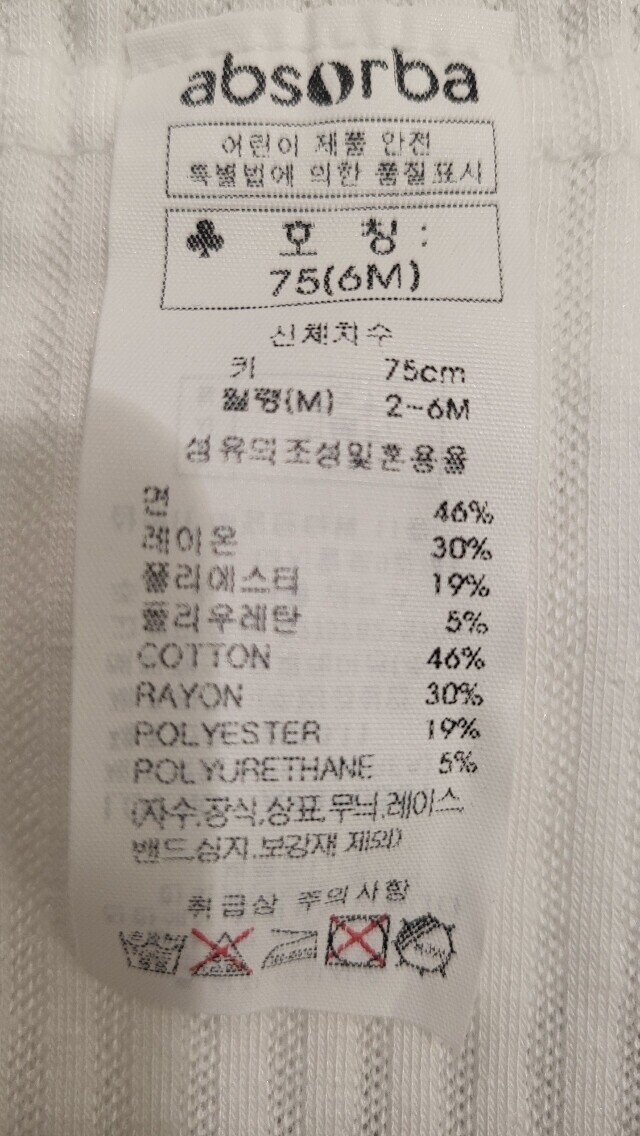 absorba
어린이 제품 안전
특별법에 의한 품질표시
♣ 호 칭 :
75(6M)
신체치수
키 75cm
월령(M) 2~6M
섬유의조성및혼용율
면 46%
레이온 30%
폴리에스터 19%
폴리우레탄 5%
COTTON 46%
RAYON 30%
POLYESTER 19%
POLYURETHANE 5%
(자수,장식,상표,무늬,레이스,
밴드,심지,보강재 제외)
취급상 주의사항